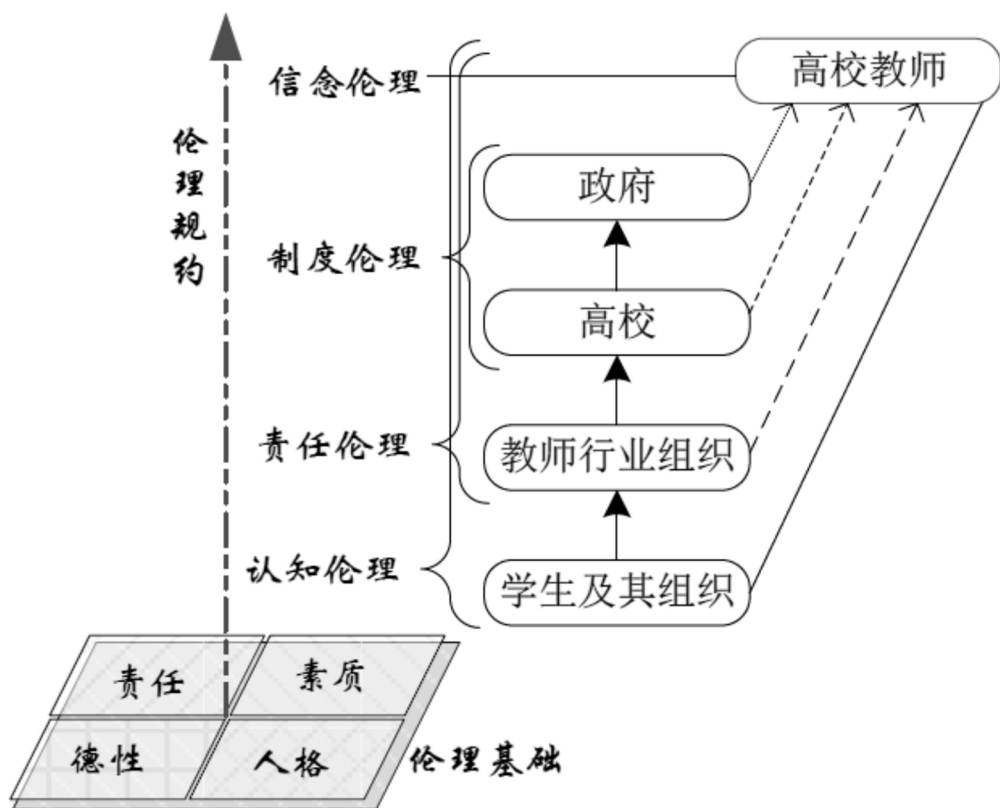 高校教师
信念伦理
伦理规约
政府
制度伦理
高校
责任伦理
教师行业组织
认知伦理
学生及其组织
责任
素质
德性
人格
伦理基础